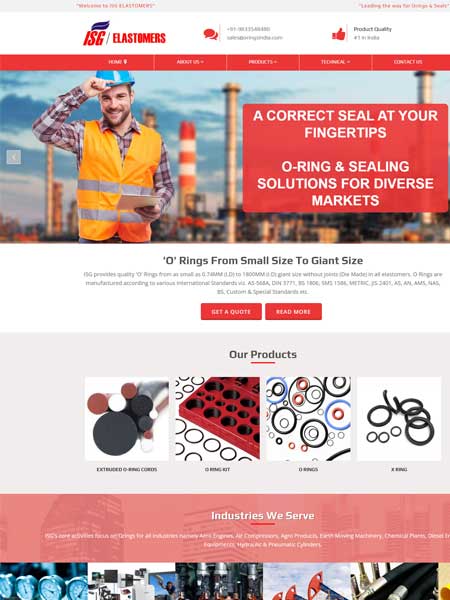 "Welcome to ISG ELASTOMERS"
"Leading the way for Orings & Seals"
ISG / ELASTOMERS
+91-9833548480
sales@oringsindia.com
Product Quality
#1 in India
HOME
ABOUT US
PRODUCTS
TECHNICAL
CONTACT US
A CORRECT SEAL AT YOUR
FINGERTIPS
O-RING & SEALING
SOLUTIONS FOR DIVERSE
MARKETS
'O' Rings From Small Size To Giant Size
ISG provides quality 'O' Rings from as small as 0.74MM (I.D) to 1800MM (I.D) giant size without joints (Die Made) in all elastomers. O Rings are
manufactured according to various International Standards viz. AS-568A, DIN 3771, BS 1806, SMS 1586, METRIC, JIS 2401, AS, AN, AMS, NAS,
BS, Custom & Special Standards etc.
GET A QUOTE
READ MORE
Our Products
EXTRUDED O-RING CORDS
O RING KIT
O RINGS
X RING
Industries We Serve
ISG's core activities focus on Orings for all industries namely Aero Engines, Air Compressors, Agro Products, Earth Moving Machinery, Chemical Plants, Diesel En
Equipments, Hydraulic & Pneumatic Cylinders.